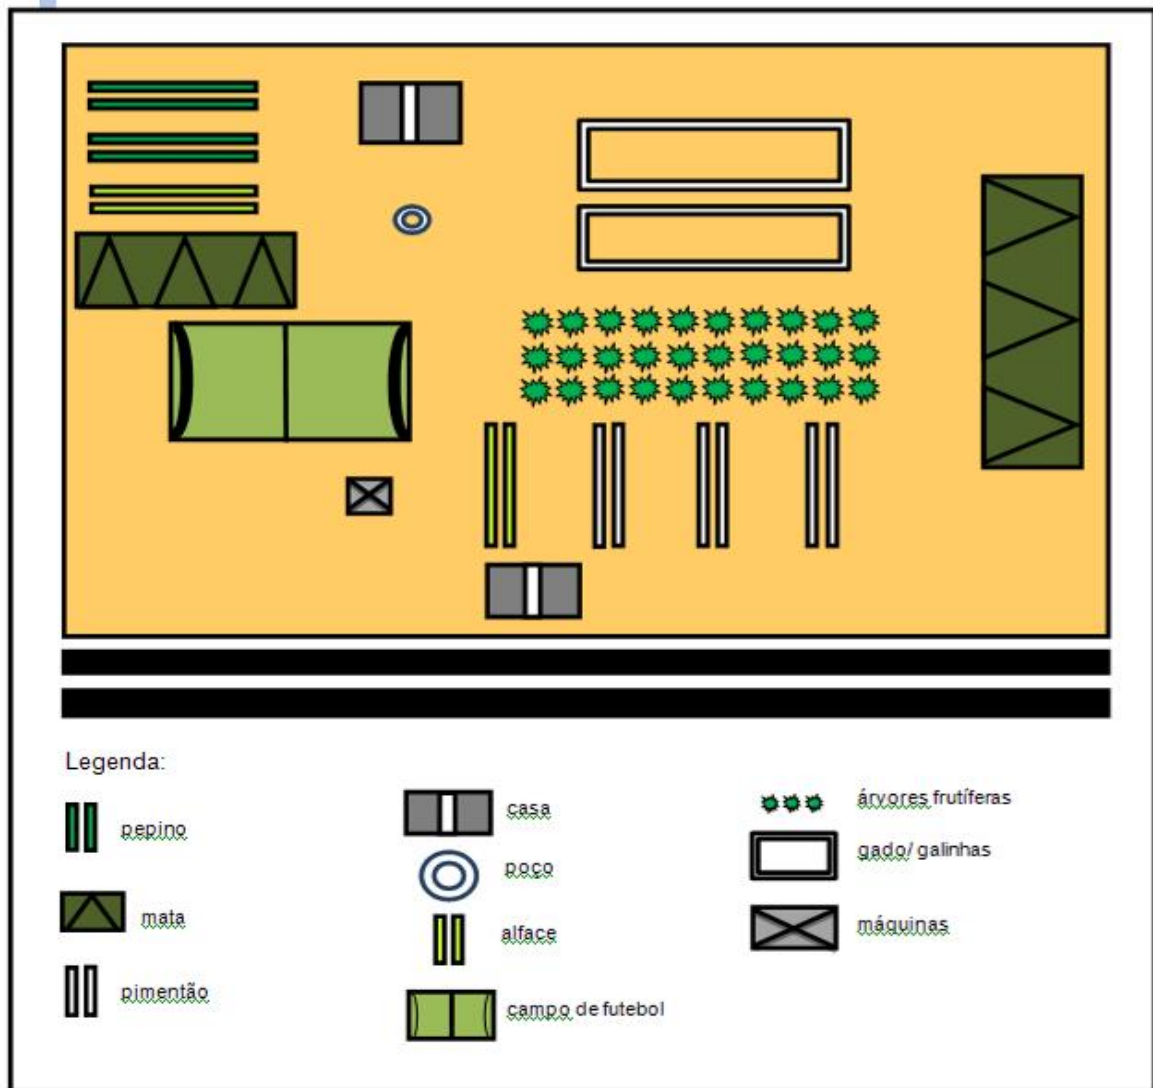 Legenda:
pepino
mata
pimentão
casa
poço
alface
campo de futebol
árvores frutíferas
gado/ galinhas
máquinas